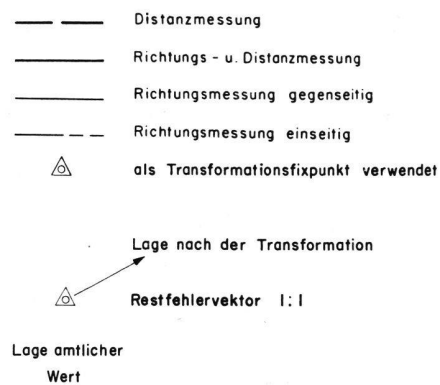 Distanzmessung
Richtungs - u. Distanzmessung
Richtungsmessung gegenseitig
Richtungsmessung einseitig
als Transformationsfixpunkt verwendet
Lage nach der Transformation
Restfehlervektor 1:1
Lage amtlicher
Wert